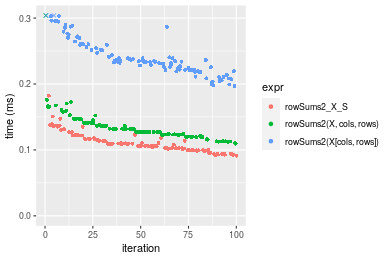 0.3
0.2
0.1
0.0
time (ms)
0
25
50
75
100
iteration
expr
rowSums2_X_S
rowSums2(X, cols, rows)
rowSums2(X[cols, rows])